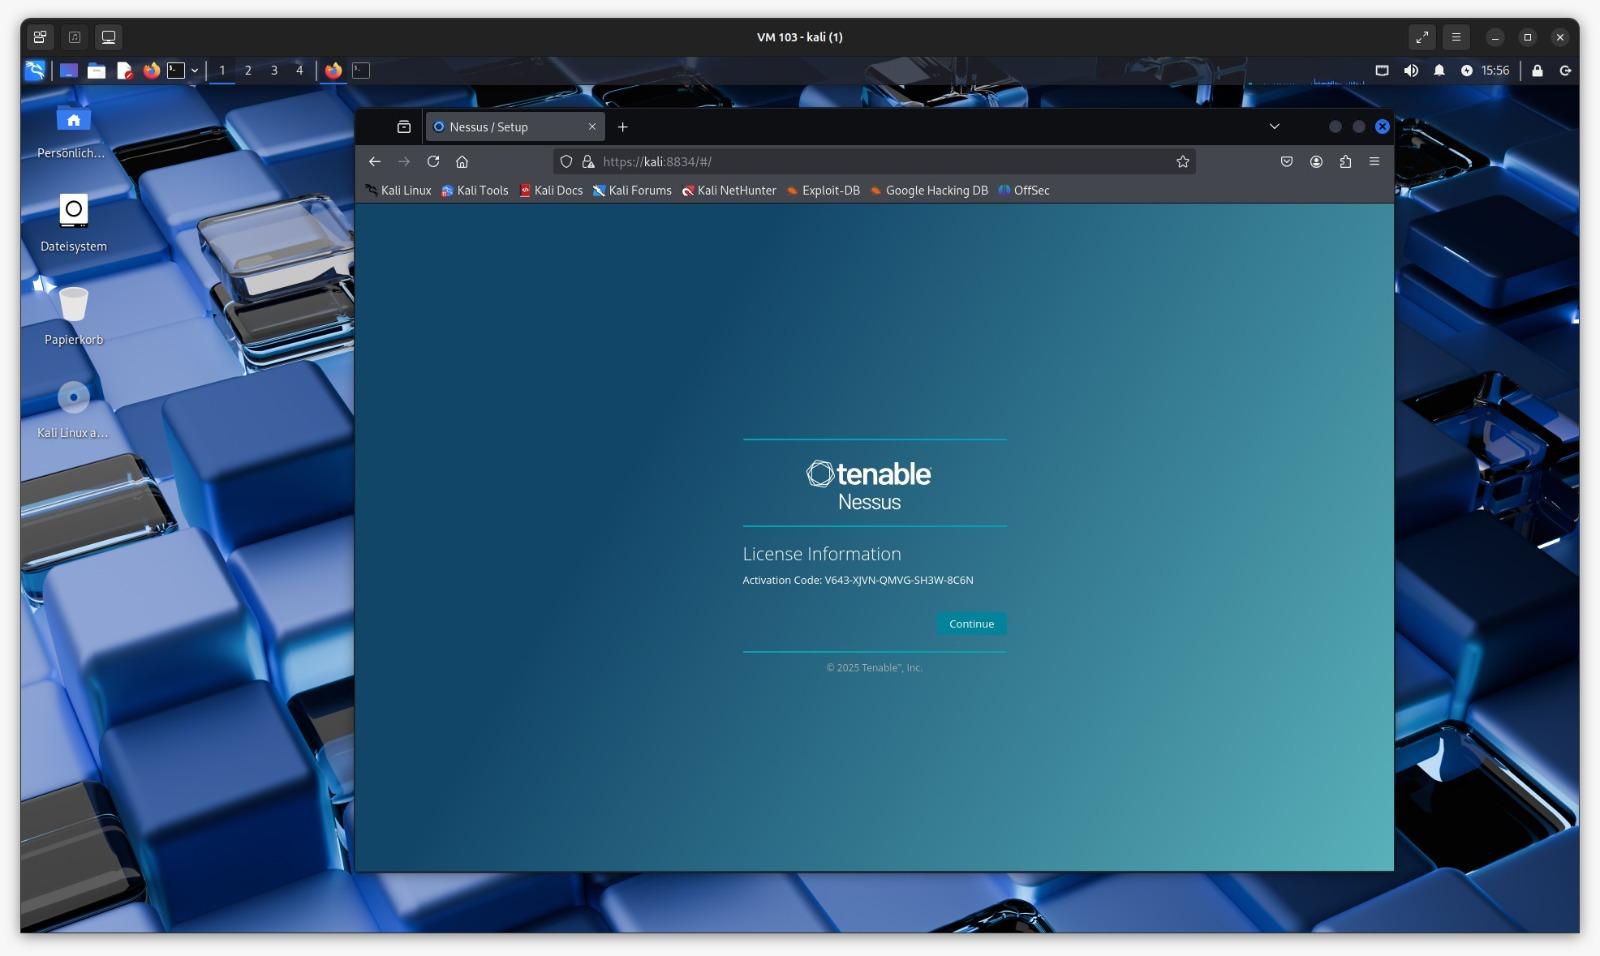 VM 103 - kali (1)
1 2 3 4
15:56
Persönlich...
Dateisystem
Papierkorb
Kali Linux a...
Nessus / Setup
https://kali:8834/#/
Kali Linux Kali Tools Kali Docs Kali Forums Kali NetHunter Exploit-DB Google Hacking DB OffSec
tenable
Nessus
License Information
Activation Code: V643-XJVN-QMVG-SH3W-8C6N
Continue
© 2025 Tenable™, Inc.